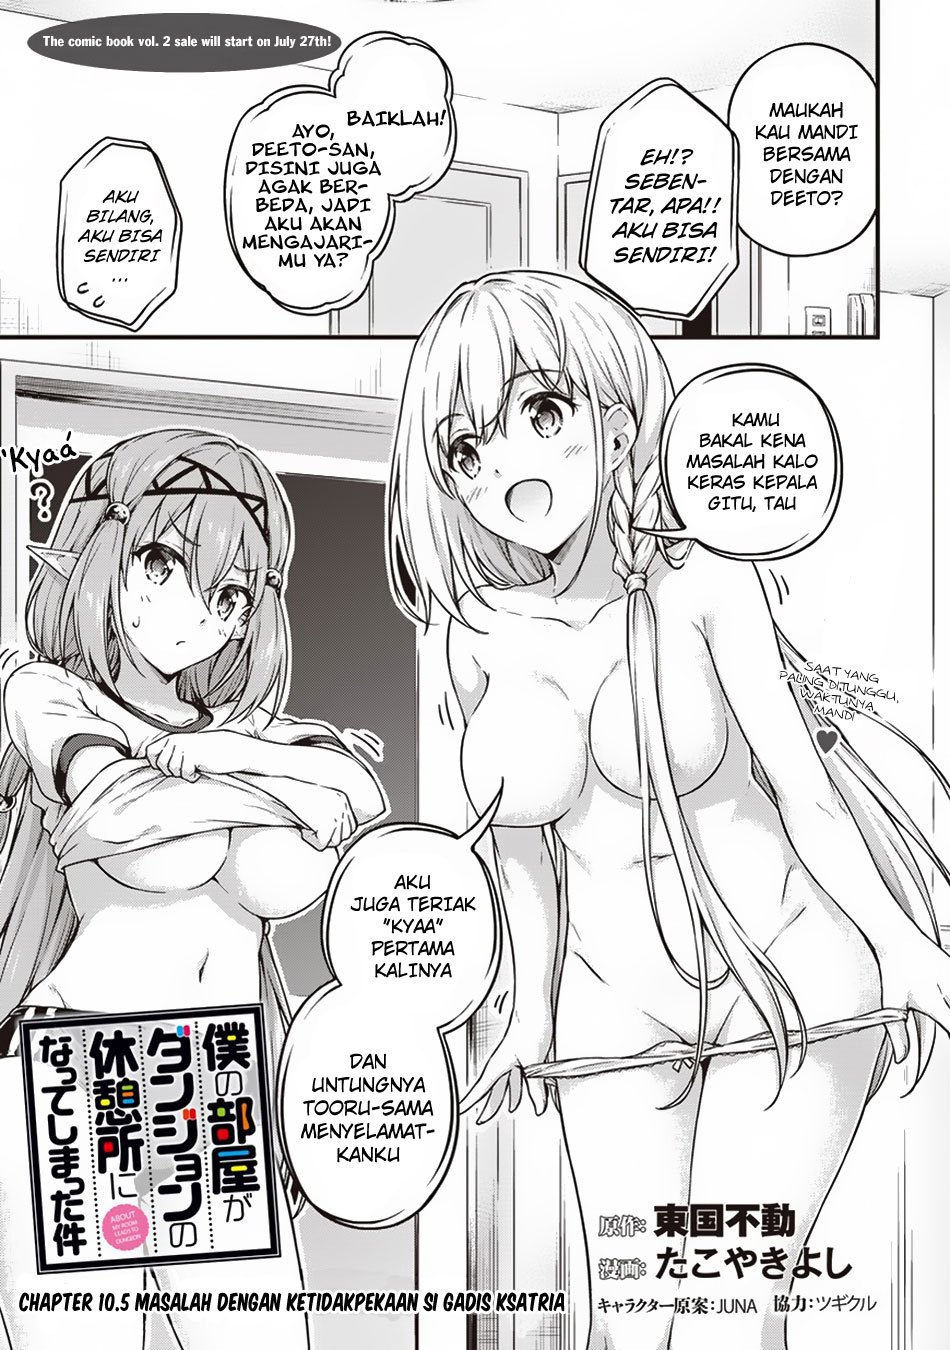 The comic book vol. 2 sale will start on July 27th!
MAUKAH
KAU MANDI
BERSAMA
DENGAN
DEETO?
EH!?
SEBEN-
TAR, APA!!
AKU BISA
SENDIRI!
BAIKLAH!
AYO,
DEETO-SAN,
DISINI JUGA
AGAK BER-
BEDA, JADI
AKU AKAN
MENGAJARI-
MU YA?
AKU
BILANG,
AKU BISA
SENDIRI
...
KAMU
BAKAL KENA
MASALAH KALO
KERAS KEPALA
GITU, TAU
'Kyaá
?
SAAT YANG
PALING DITUNGGU,
WAKTUNYA
MANDI
AKU
JUGA TERIAK
"KYAA"
PERTAMA
KALINYA
DAN
UNTUNGNYA
TOORU-SAMA
MENYELAMAT-
KANKU
僕の部屋が
ダンジョンの
休憩所に
なってしまった件
ABOUT
MY ROOM
LEADS TO
DUNGEON
原作：東国不動
漫画：たこやきよし
キャラクター原案：JUNA 協力：ツギクル
CHAPTER 10.5 MASALAH DENGAN KETIDAKPEKAAN SI GADIS KSATRIA